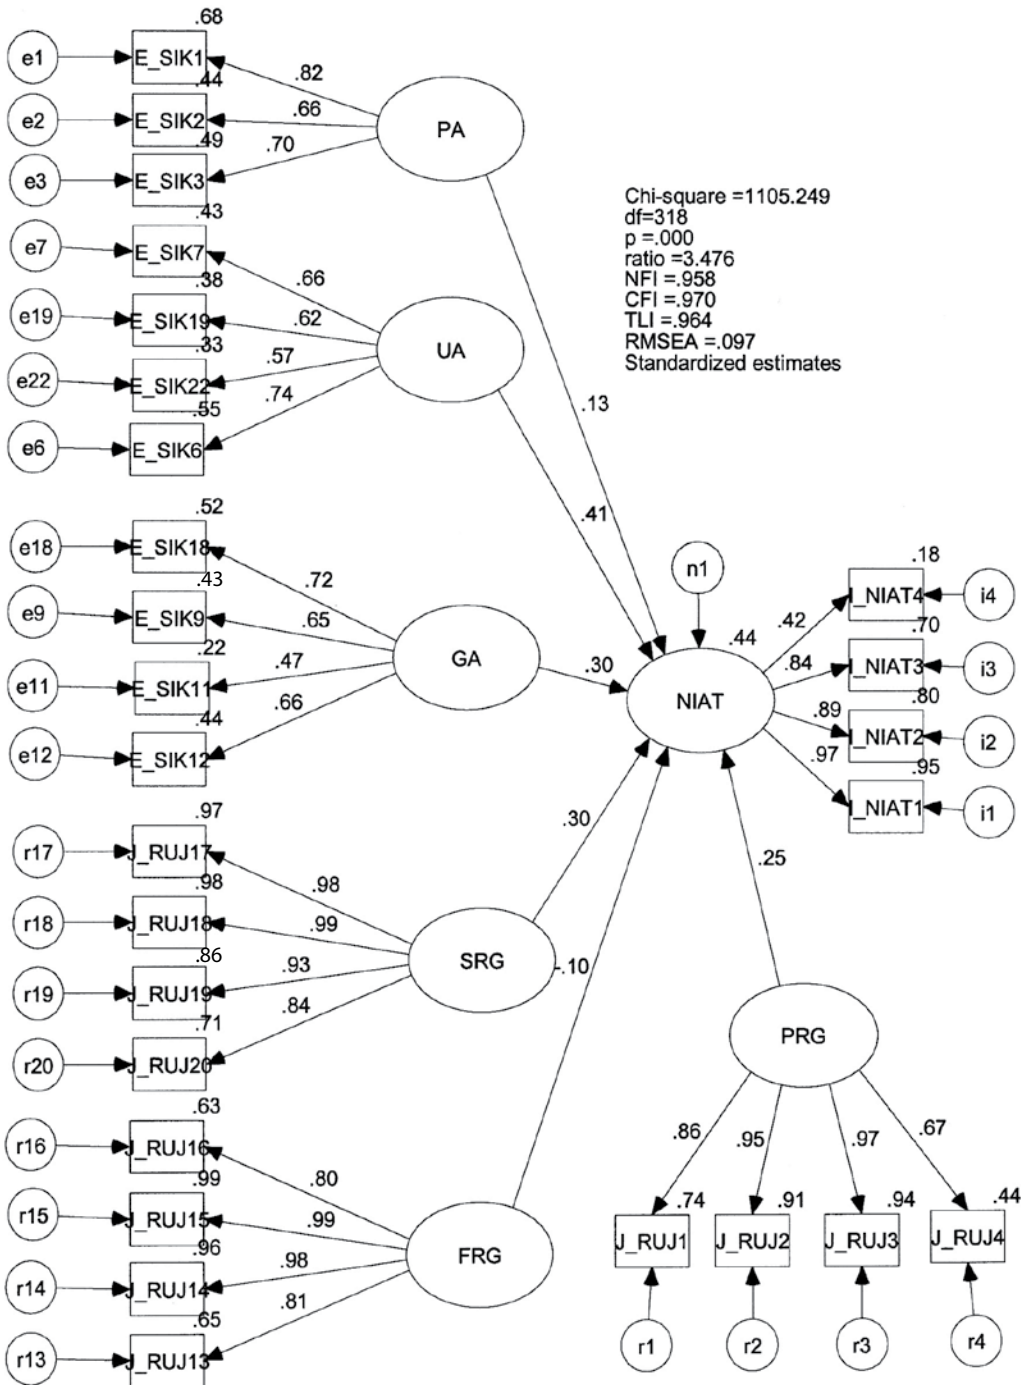 .68
e1
E_SIK1
.82
.44
e2
E_SIK2
.66
PA
.49
e3
E_SIK3
.70
.43
e7
E_SIK7
.66
.38
e19
E_SIK19
.62
UA
.33
e22
E_SIK22
.57
.55
e6
E_SIK6
.74
Chi-square =1105.249
df=318
p =.000
ratio =3.476
NFI =.958
CFI =.970
TLI =.964
RMSEA =.097
Standardized estimates
.13
.41
.52
e18
E_SIK18
.72
.43
e9
E_SIK9
.65
GA
.22
e11
E_SIK11
.47
.44
e12
E_SIK12
.66
.30
n1
.44
NIAT
.18
.42
I_NIAT4
i4
.70
.84
I_NIAT3
i3
.80
.89
I_NIAT2
i2
.95
.97
I_NIAT1
i1
.97
r17
J_RUJ17
.98
.98
r18
J_RUJ18
.99
SRG
.86
r19
J_RUJ19
.93
.71
r20
J_RUJ20
.84
.30
-.10
.25
.63
r16
J_RUJ16
.80
.99
r15
J_RUJ15
.99
FRG
.96
r14
J_RUJ14
.98
.65
r13
J_RUJ13
.81
PRG
.86
.95
.97
.67
.74
.91
.94
.44
J_RUJ1
J_RUJ2
J_RUJ3
J_RUJ4
r1
r2
r3
r4